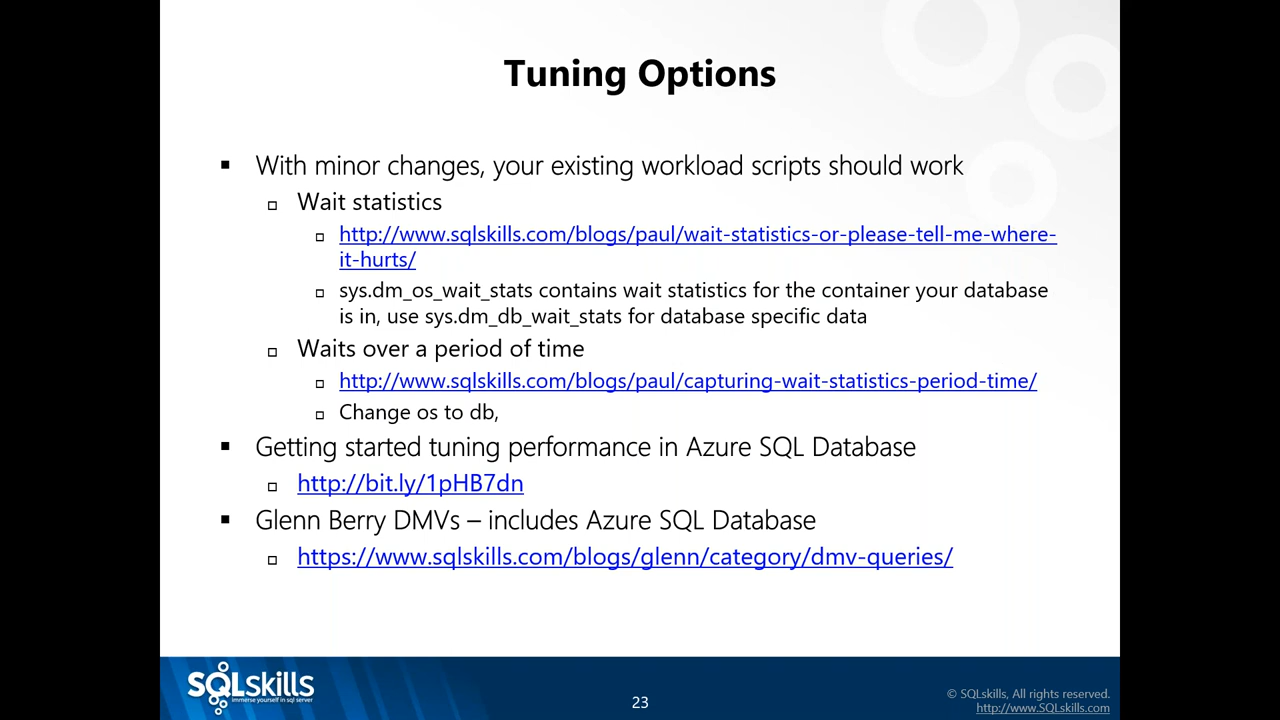 Tuning Options
With minor changes, your existing workload scripts should work
Wait statistics
http://www.sqlskills.com/blogs/paul/wait-statistics-or-please-tell-me-where-
it-hurts/
sys.dm_os_wait_stats contains wait statistics for the container your database
is in, use sys.dm_db_wait_stats for database specific data
Waits over a period of time
http://www.sqlskills.com/blogs/paul/capturing-wait-statistics-period-time/
Change os to db,
Getting started tuning performance in Azure SQL Database
http://bit.ly/1pHB7dn
Glenn Berry DMVs – includes Azure SQL Database
https://www.sqlskills.com/blogs/glenn/category/dmv-queries/
SQLskills
immerse yourself in sql server
23
© SQLskills, All rights reserved.
http://www.SQLskills.com